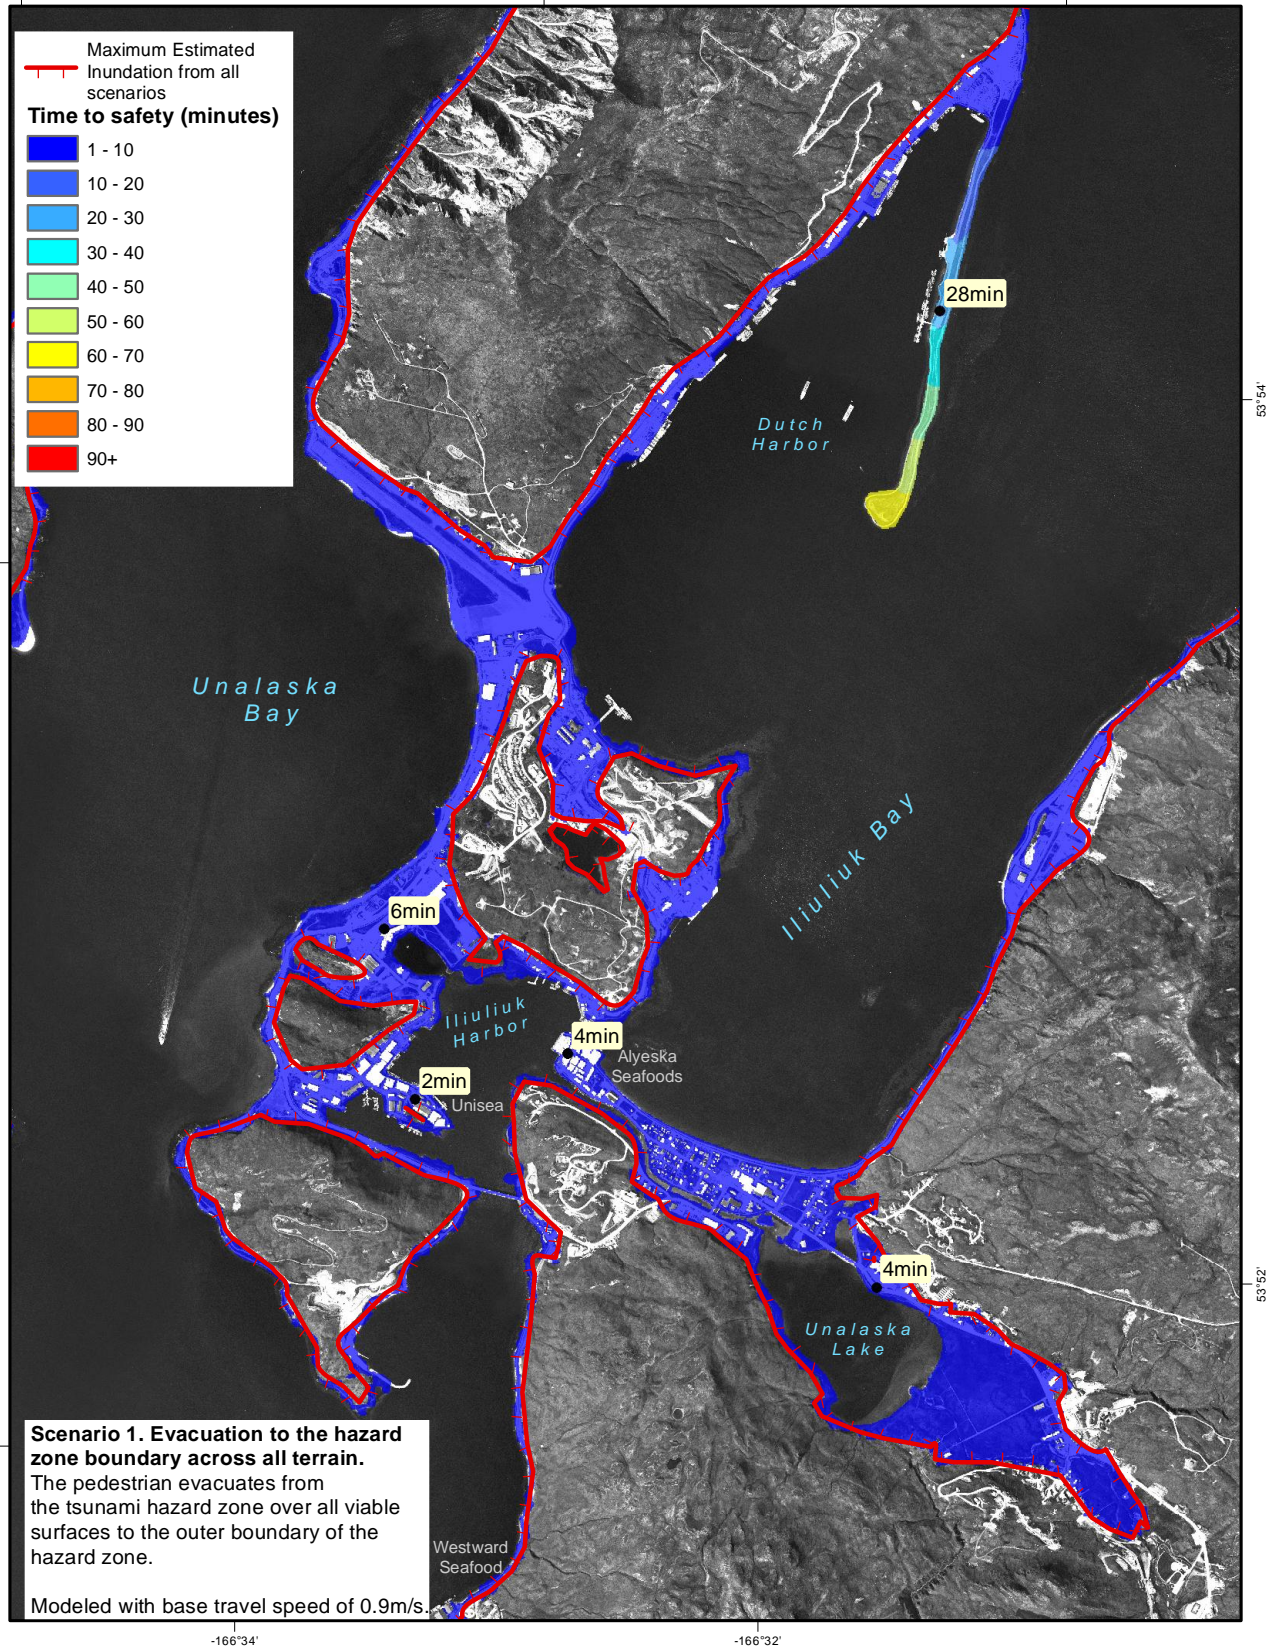 Maximum Estimated
Inundation from all
scenarios
Time to safety (minutes)
1 - 10
10 - 20
20 - 30
30 - 40
40 - 50
50 - 60
60 - 70
70 - 80
80 - 90
90+
28min
Dutch
Harbor
53°54'
Unalaska
Bay
Iliuliuk Bay
6min
Iliuliuk
Harbor
4min
Alyeska
Seafoods
2min
Unisea
4min
53°52'
Unalaska
Lake
Scenario 1. Evacuation to the hazard
zone boundary across all terrain.
The pedestrian evacuates from
the tsunami hazard zone over all viable
surfaces to the outer boundary of the
hazard zone.
Modeled with base travel speed of 0.9m/s.
Westward
Seafood
-166°34'
-166°32'